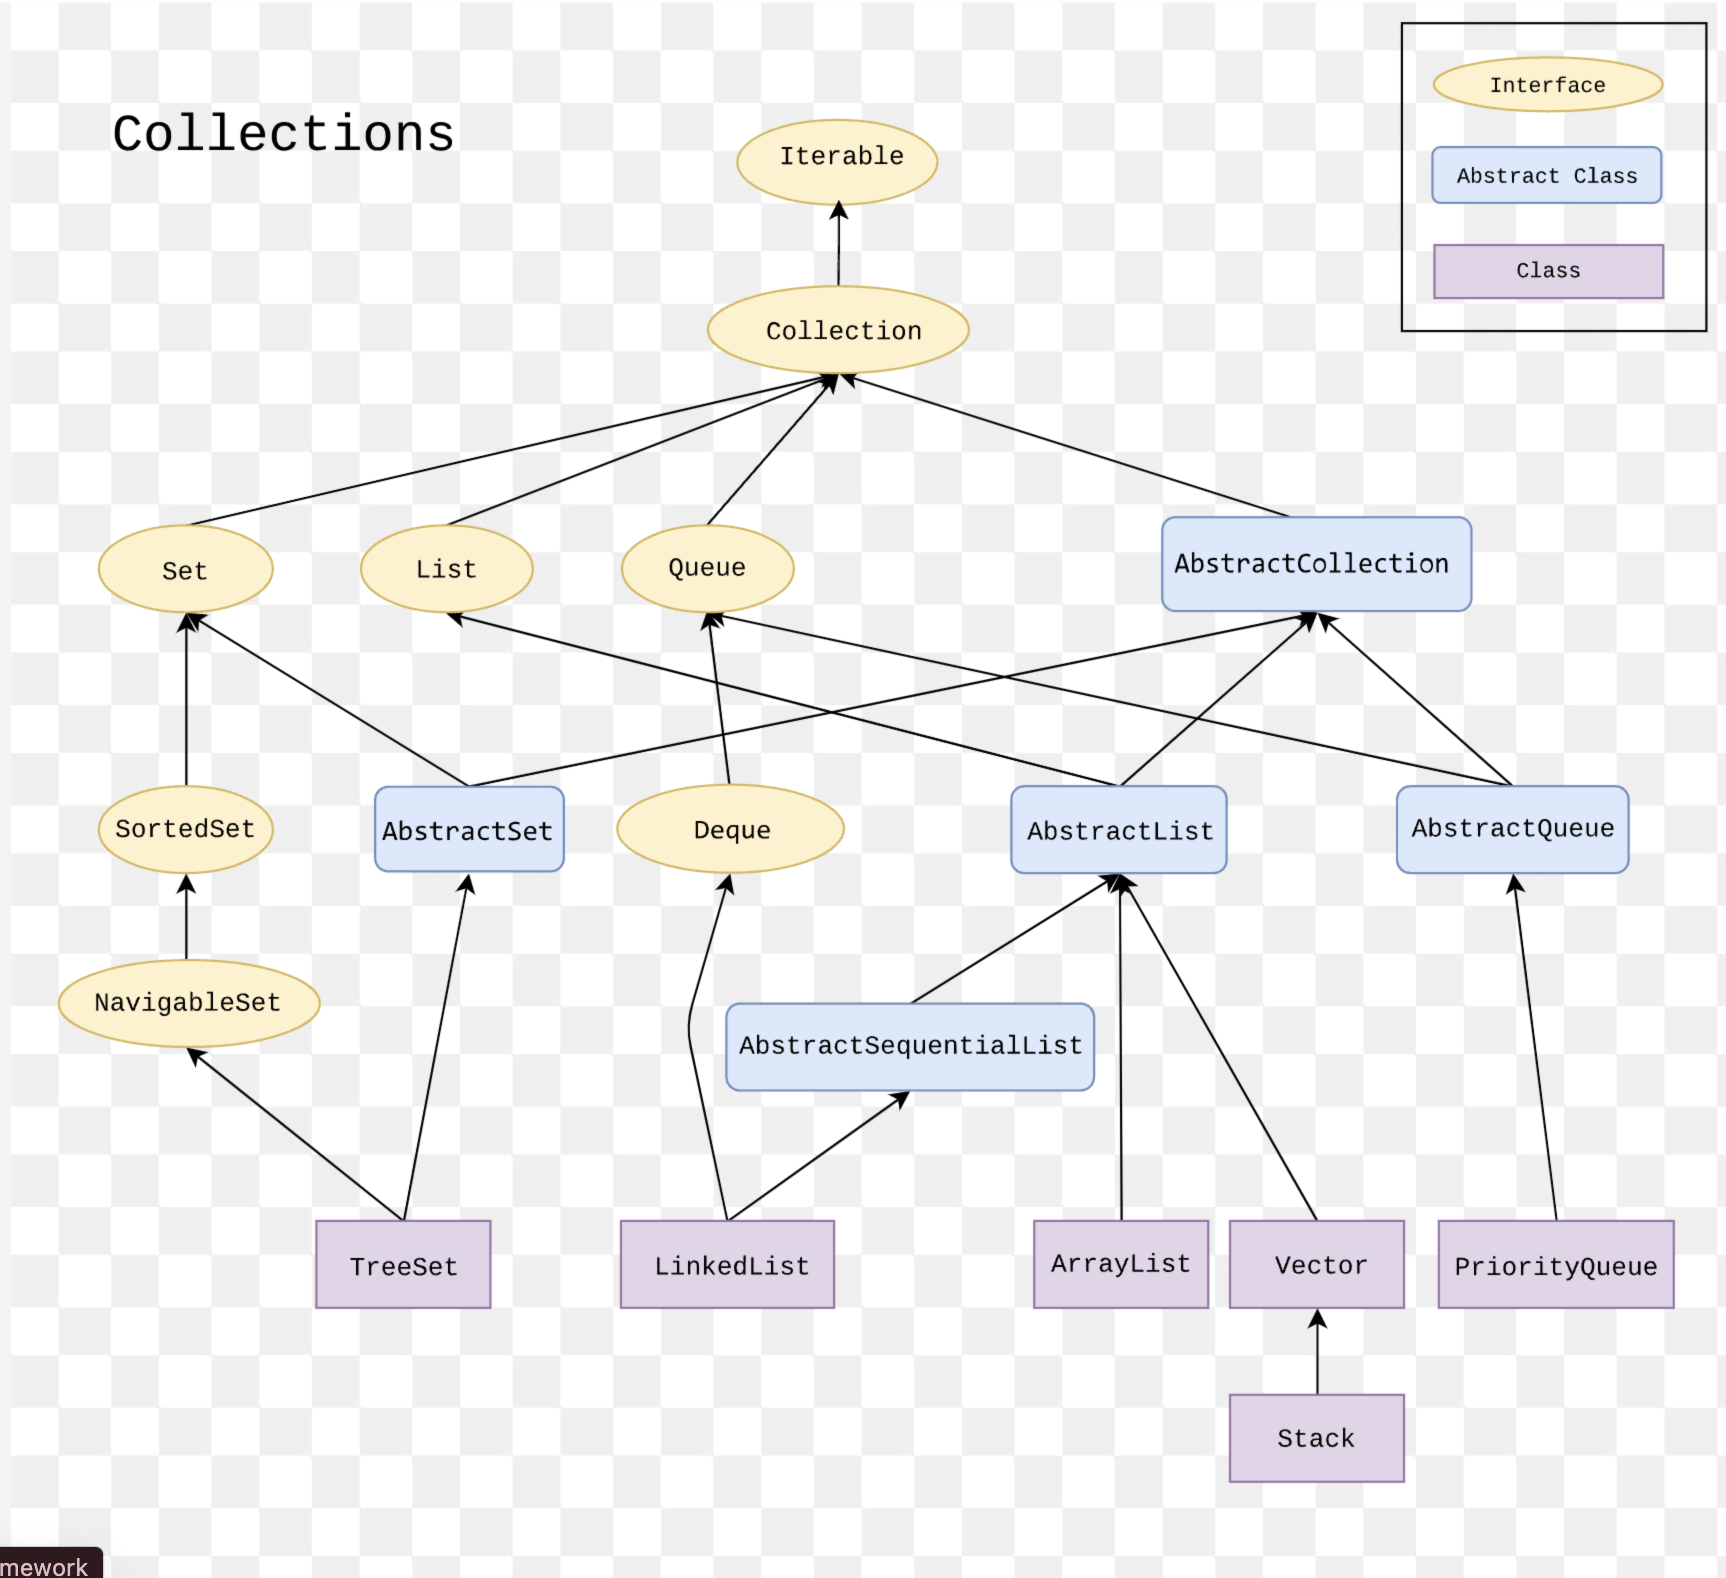 Collections
Interface
Abstract Class
Class
Iterable
Collection
Set
List
Queue
AbstractCollection
SortedSet
AbstractSet
Deque
AbstractList
AbstractQueue
NavigableSet
AbstractSequentialList
TreeSet
LinkedList
ArrayList
Vector
PriorityQueue
Stack
mework